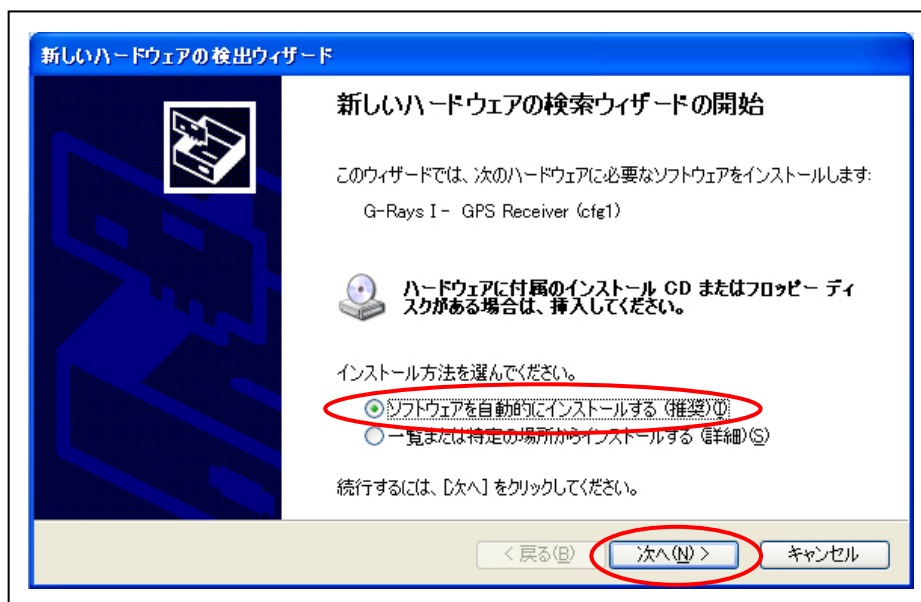 新しいハードウェアの検出ウィザード
新しいハードウェアの検索ウィザードの開始
このウィザードでは、次のハードウェアに必要なソフトウェアをインストールします:
G-Rays I - GPS Receiver (cfg1)
ハードウェアに付属のインストール CD またはフロッピー ディ
スクがある場合は、挿入してください。
インストール方法を選んでください。
ソフトウェアを自動的にインストールする (推奨)(I)
一覧または特定の場所からインストールする (詳細)(S)
続行するには、[次へ] をクリックしてください。
< 戻る(B)
次へ(N) >
キャンセル